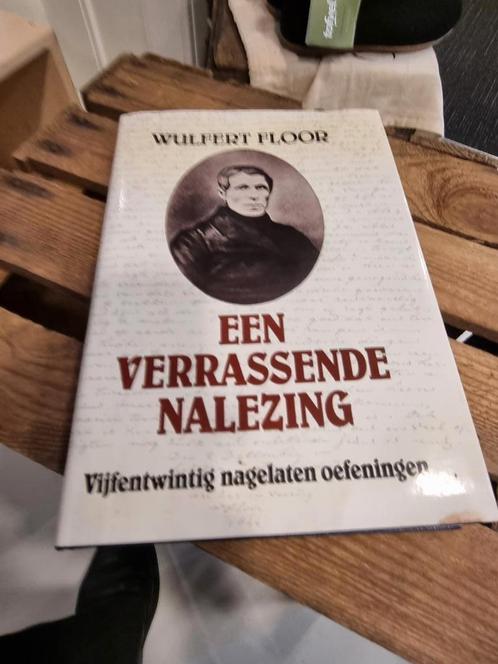 WULFERT FLOOR
EEN
VERRASSENDE
NALEZING
Vijfentwintig nagelaten oefeningen